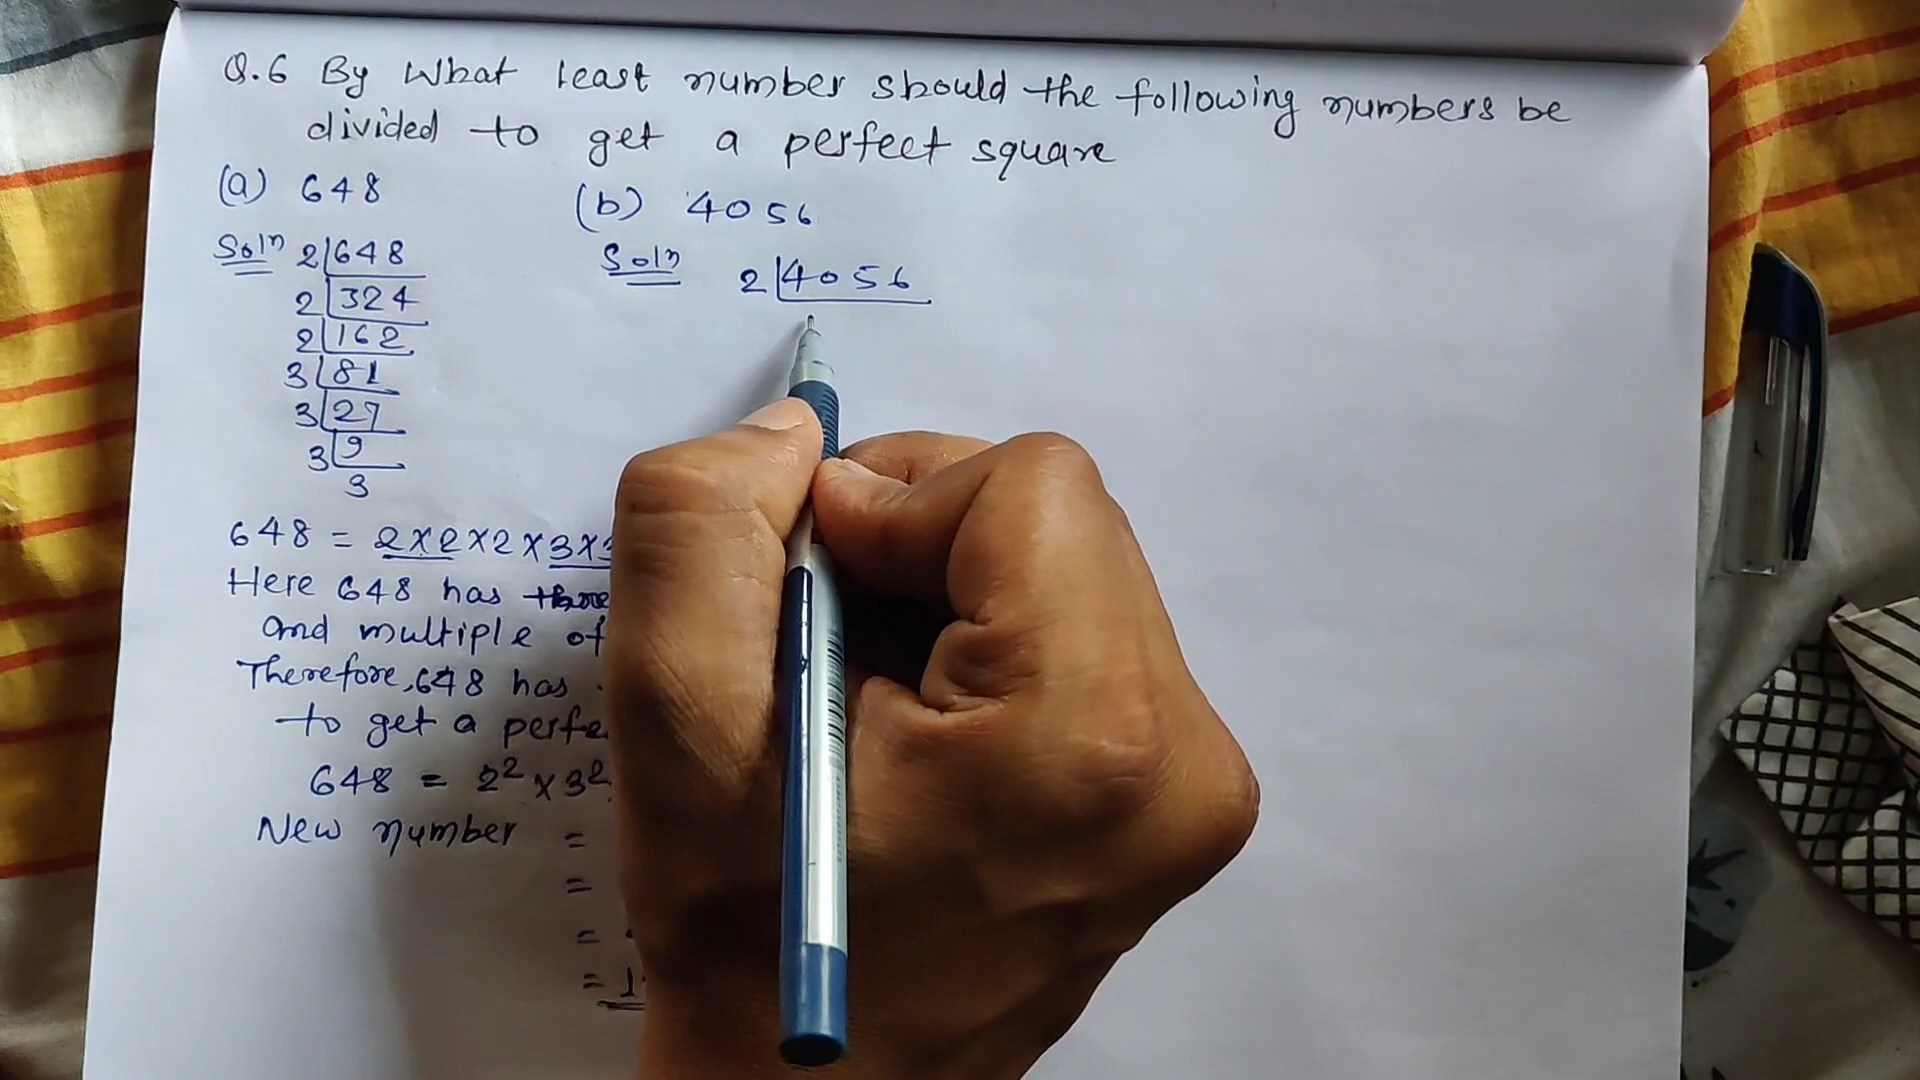 Q.6 By What least number should the following numbers be
divided to get a perfect square
(a) 648
Soln 2|648
2|324
2|162
3|81
3|27
3|9
3
648 = 2×2×2×3×3
Here 648 has
and multiple of
Therefore, 648 has
to get a
648 = 2² × 3²
New number =
=
=
=
(b) 4056
Soln 2|4056